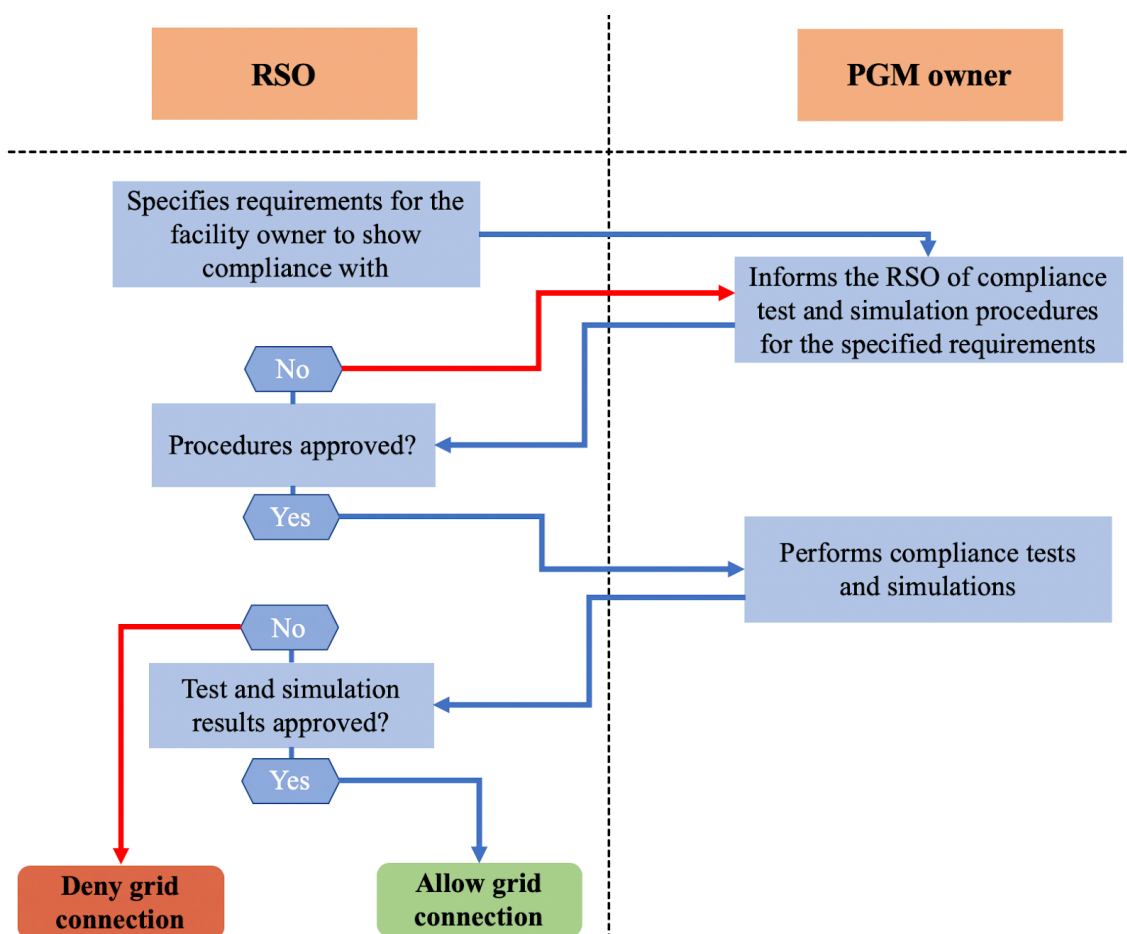 RSO
PGM owner
Specifies requirements for the
facility owner to show
compliance with
Informs the RSO of compliance
test and simulation procedures
for the specified requirements
No
Procedures approved?
Yes
Performs compliance tests
and simulations
No
Test and simulation
results approved?
Yes
Deny grid
connection
Allow grid
connection